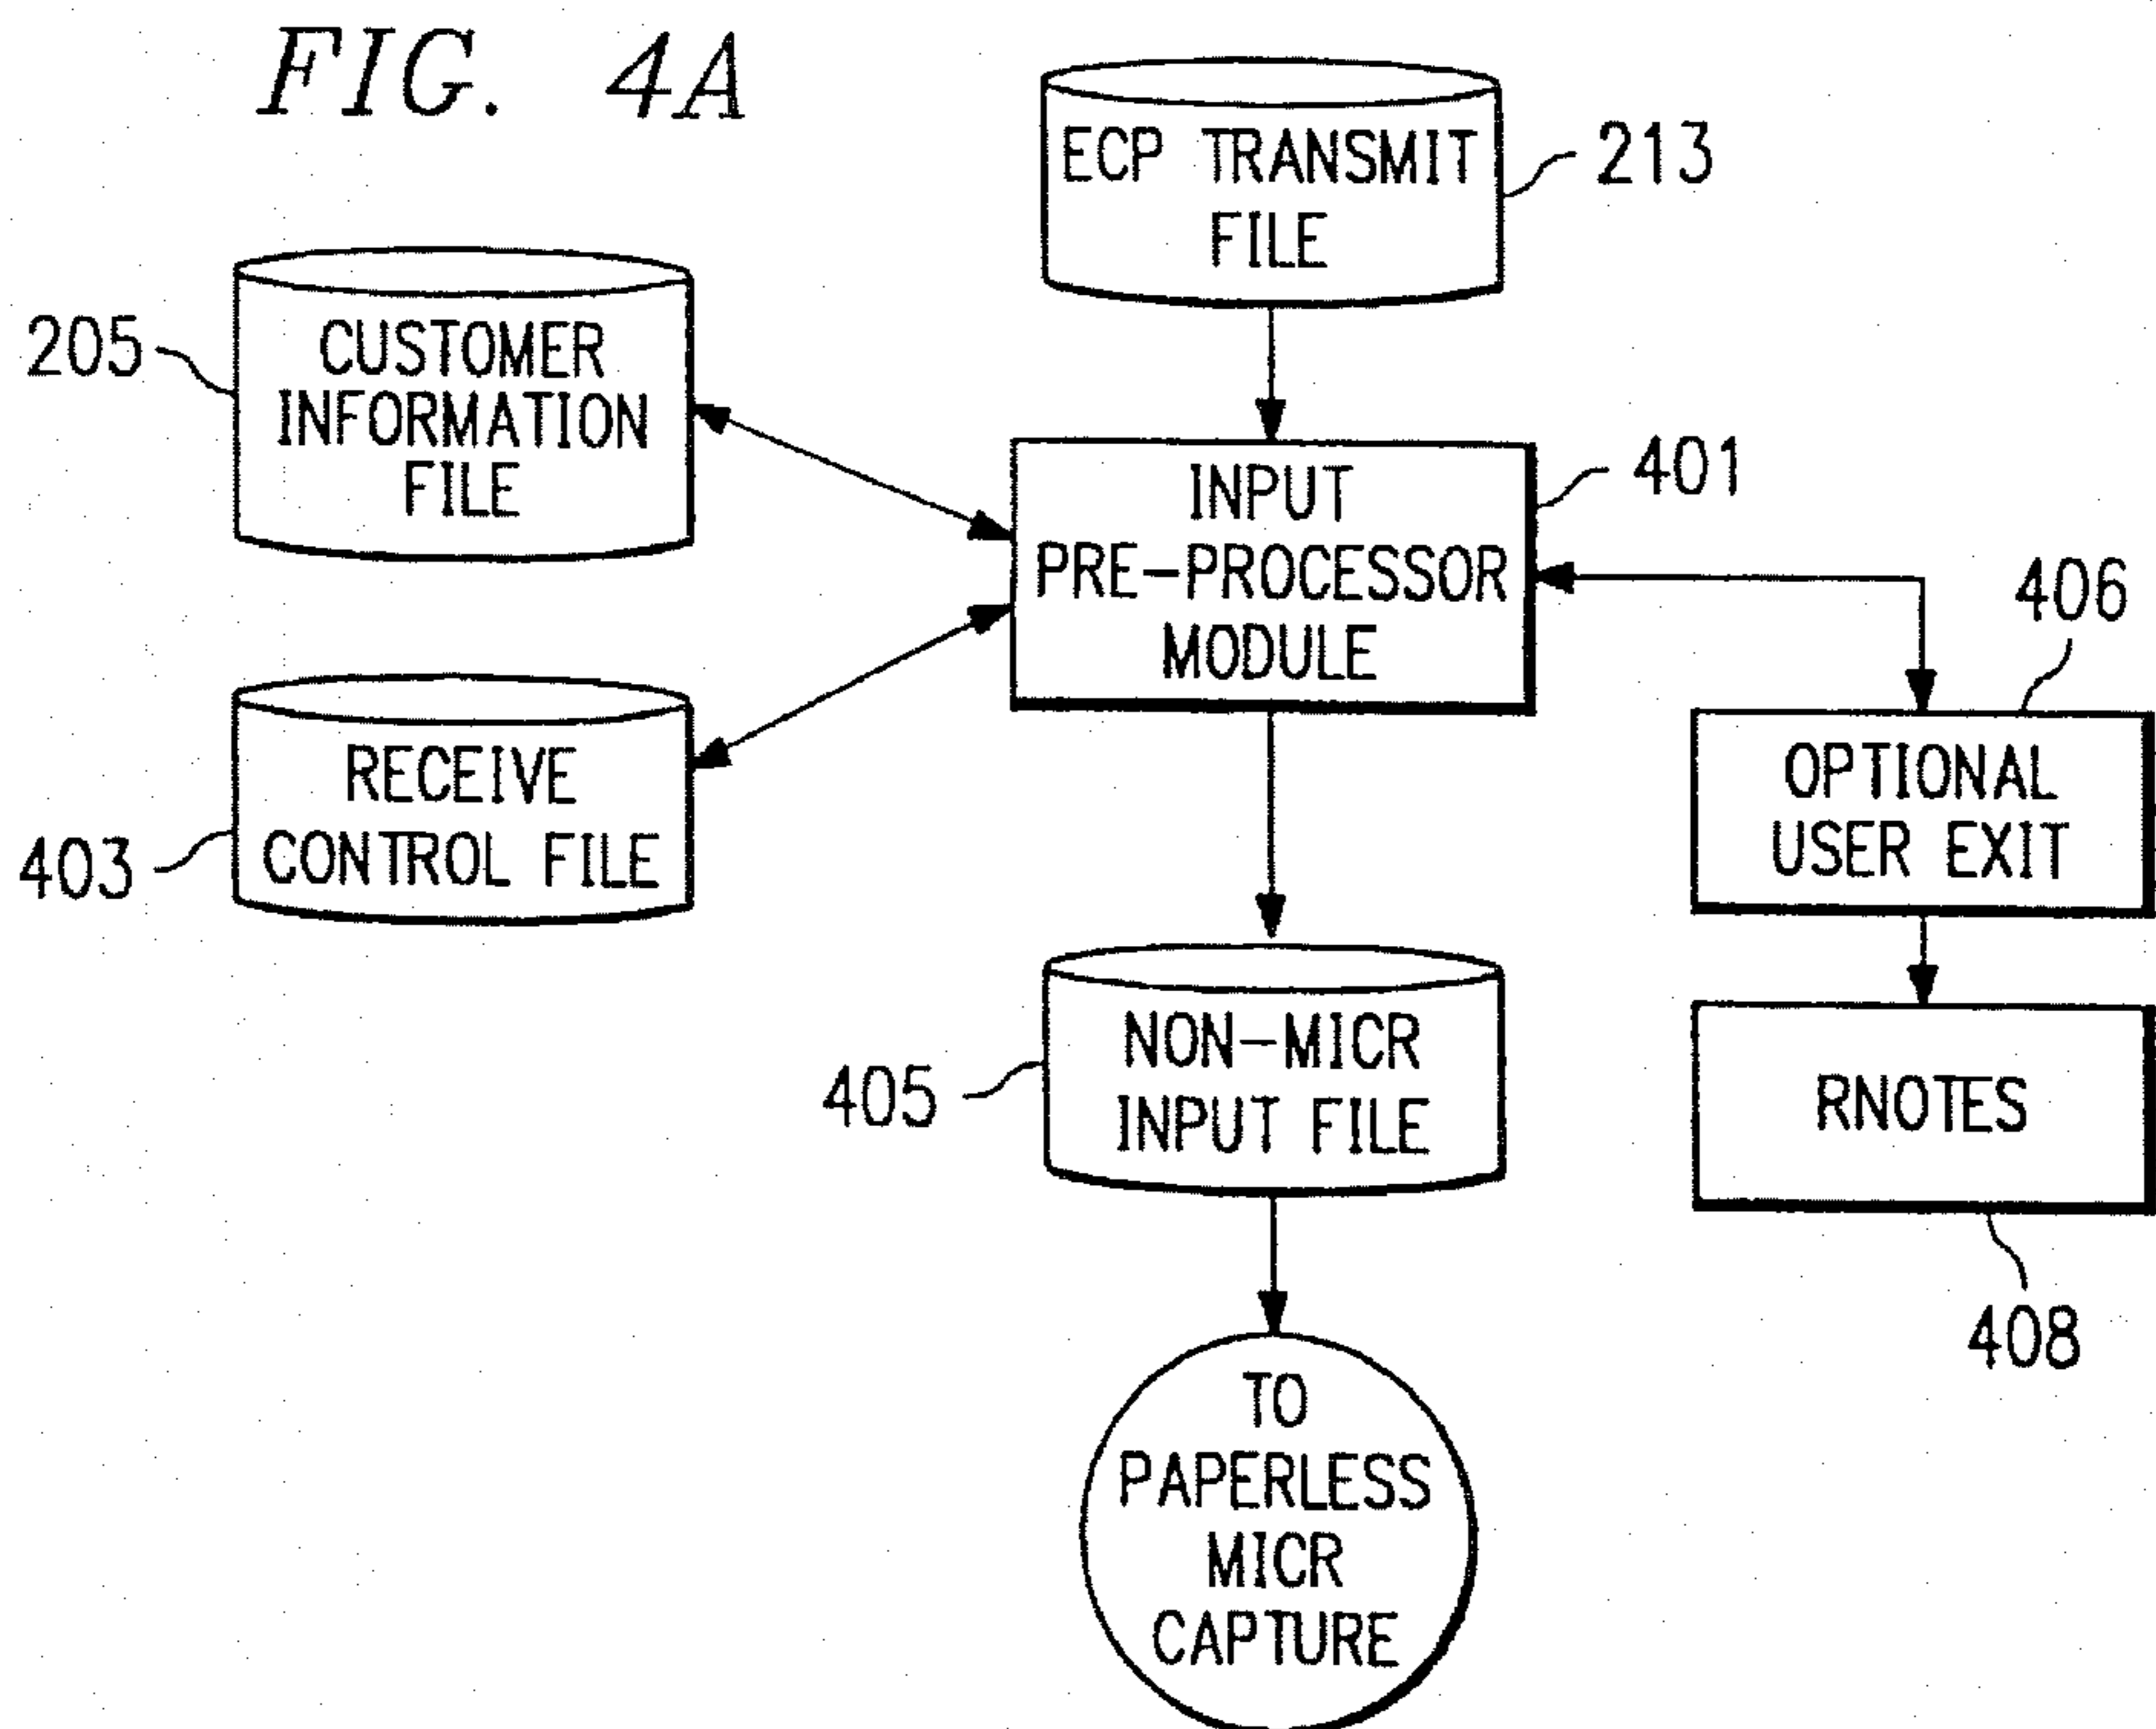 FIG. 4A
ECP TRANSMIT
FILE
213
205
CUSTOMER
INFORMATION
FILE
INPUT
PRE-PROCESSOR
MODULE
401
406
403
RECEIVE
CONTROL FILE
OPTIONAL
USER EXIT
405
NON-MICR
INPUT FILE
RNOTES
408
TO
PAPERLESS
MICR
CAPTURE